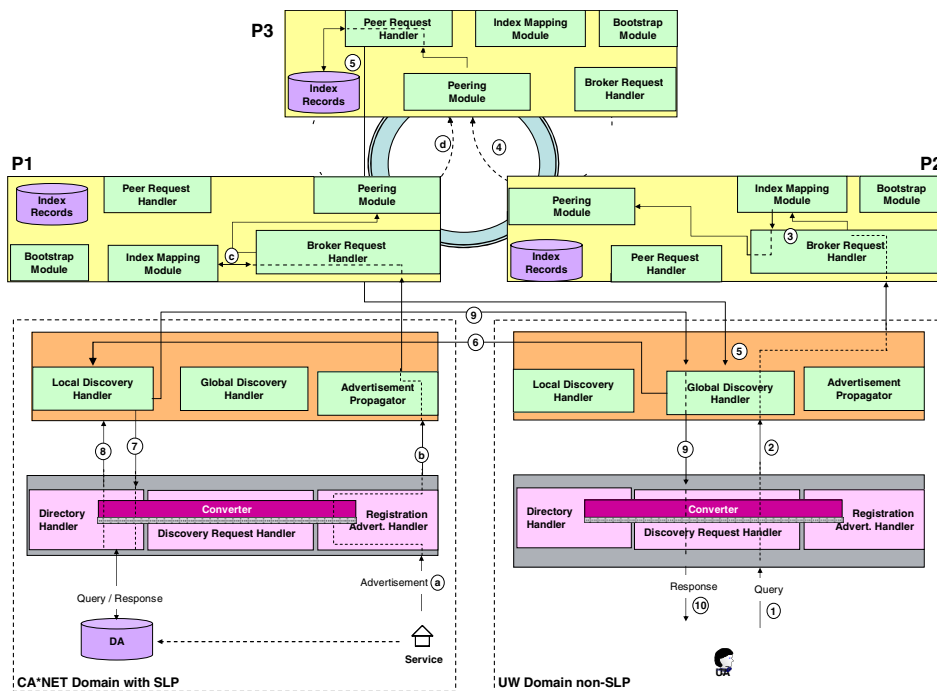 P3
Peer Request
Handler
Index Mapping
Module
Bootstrap
Module
5
Index
Records
Peering
Module
Broker Request
Handler
d
4
P1
P2
Index
Records
Peer Request
Handler
Peering
Module
Bootstrap
Module
Index Mapping
Module
c
Broker Request
Handler
Peering
Module
Index Mapping
Module
Bootstrap
Module
3
Index
Records
Peer Request
Handler
Broker Request
Handler
9
6
5
Local Discovery
Handler
Global Discovery
Handler
Advertisement
Propagator
Local Discovery
Handler
Global Discovery
Handler
Advertisement
Propagator
8
7
b
9
2
Directory
Handler
Converter
Discovery Request Handler
Registration
Advert. Handler
Directory
Handler
Converter
Discovery Request Handler
Registration
Advert. Handler
Advertisement
a
Query / Response
DA
Service
CA*NET Domain with SLP
Response
10
Query
1
UA
UW Domain non-SLP